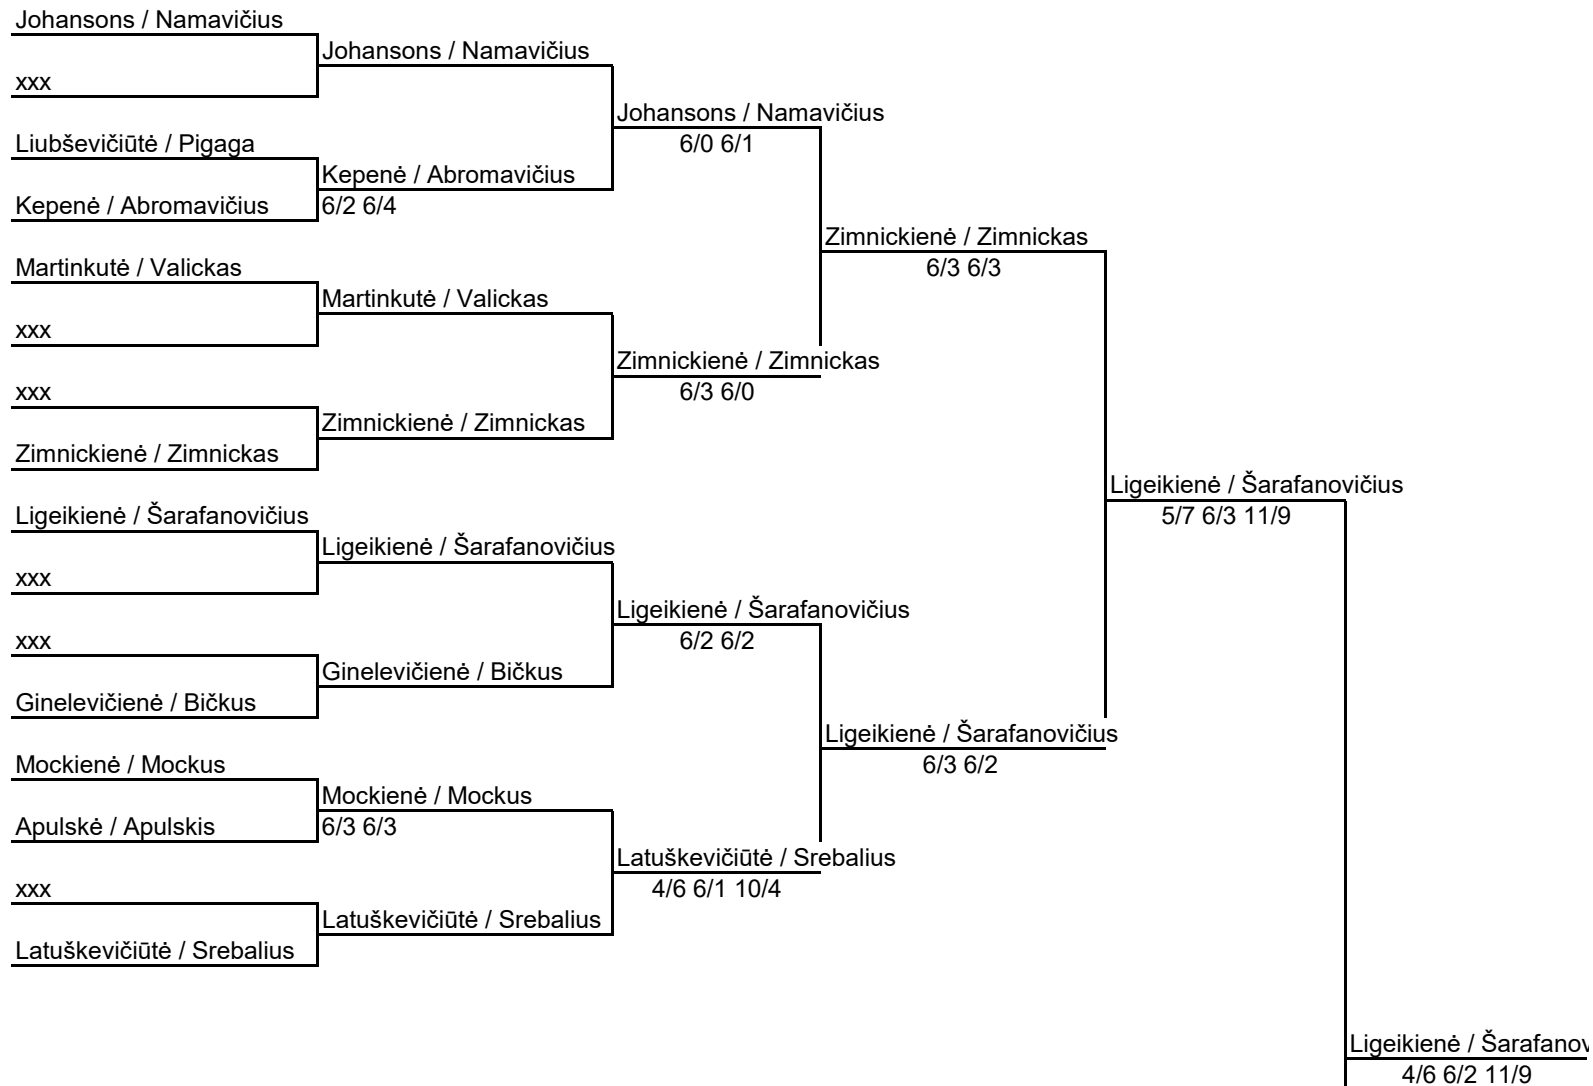 Johansons / Namavičius
Johansons / Namavičius
xxx
Johansons / Namavičius
Liubševičiūtė / Pigaga
6/0 6/1
Kepenė / Abromavičius
Kepenė / Abromavičius
6/2 6/4
Zimnickienė / Zimnickas
Martinkutė / Valickas
6/3 6/3
Martinkutė / Valickas
xxx
Zimnickienė / Zimnickas
xxx
6/3 6/0
Zimnickienė / Zimnickas
Zimnickienė / Zimnickas
Ligeikienė / Šarafanovičius
Ligeikienė / Šarafanovičius
5/7 6/3 11/9
Ligeikienė / Šarafanovičius
xxx
Ligeikienė / Šarafanovičius
xxx
6/2 6/2
Ginelevičienė / Bičkus
Ginelevičienė / Bičkus
Ligeikienė / Šarafanovičius
Mockienė / Mockus
6/3 6/2
Mockienė / Mockus
Apulskė / Apulskis
6/3 6/3
Latuškevičiūtė / Srebalius
xxx
4/6 6/1 10/4
Latuškevičiūtė / Srebalius
Latuškevičiūtė / Srebalius
Ligeikienė / Šarafanov
4/6 6/2 11/9